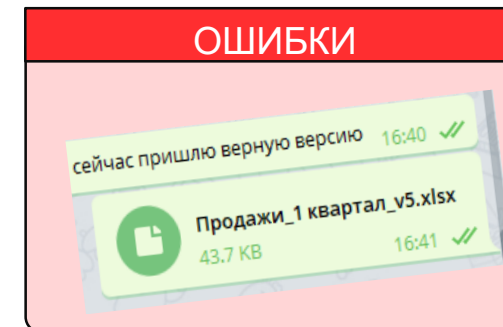 ОШИБКИ
сейчас пришлю верную версию 16:40
Продажи_1 квартал_v5.xlsx
43.7 KB 16:41